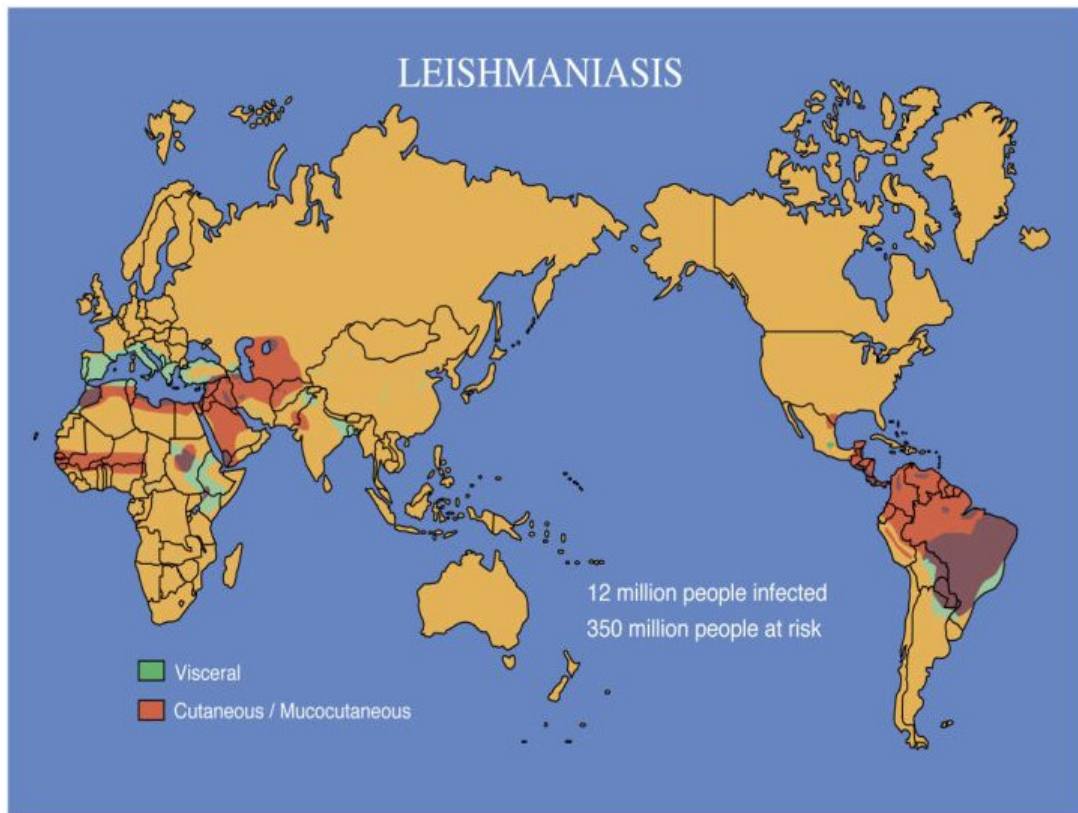 LEISHMANIASIS
12 million people infected
350 million people at risk
Visceral
Cutaneous / Mucocutaneous